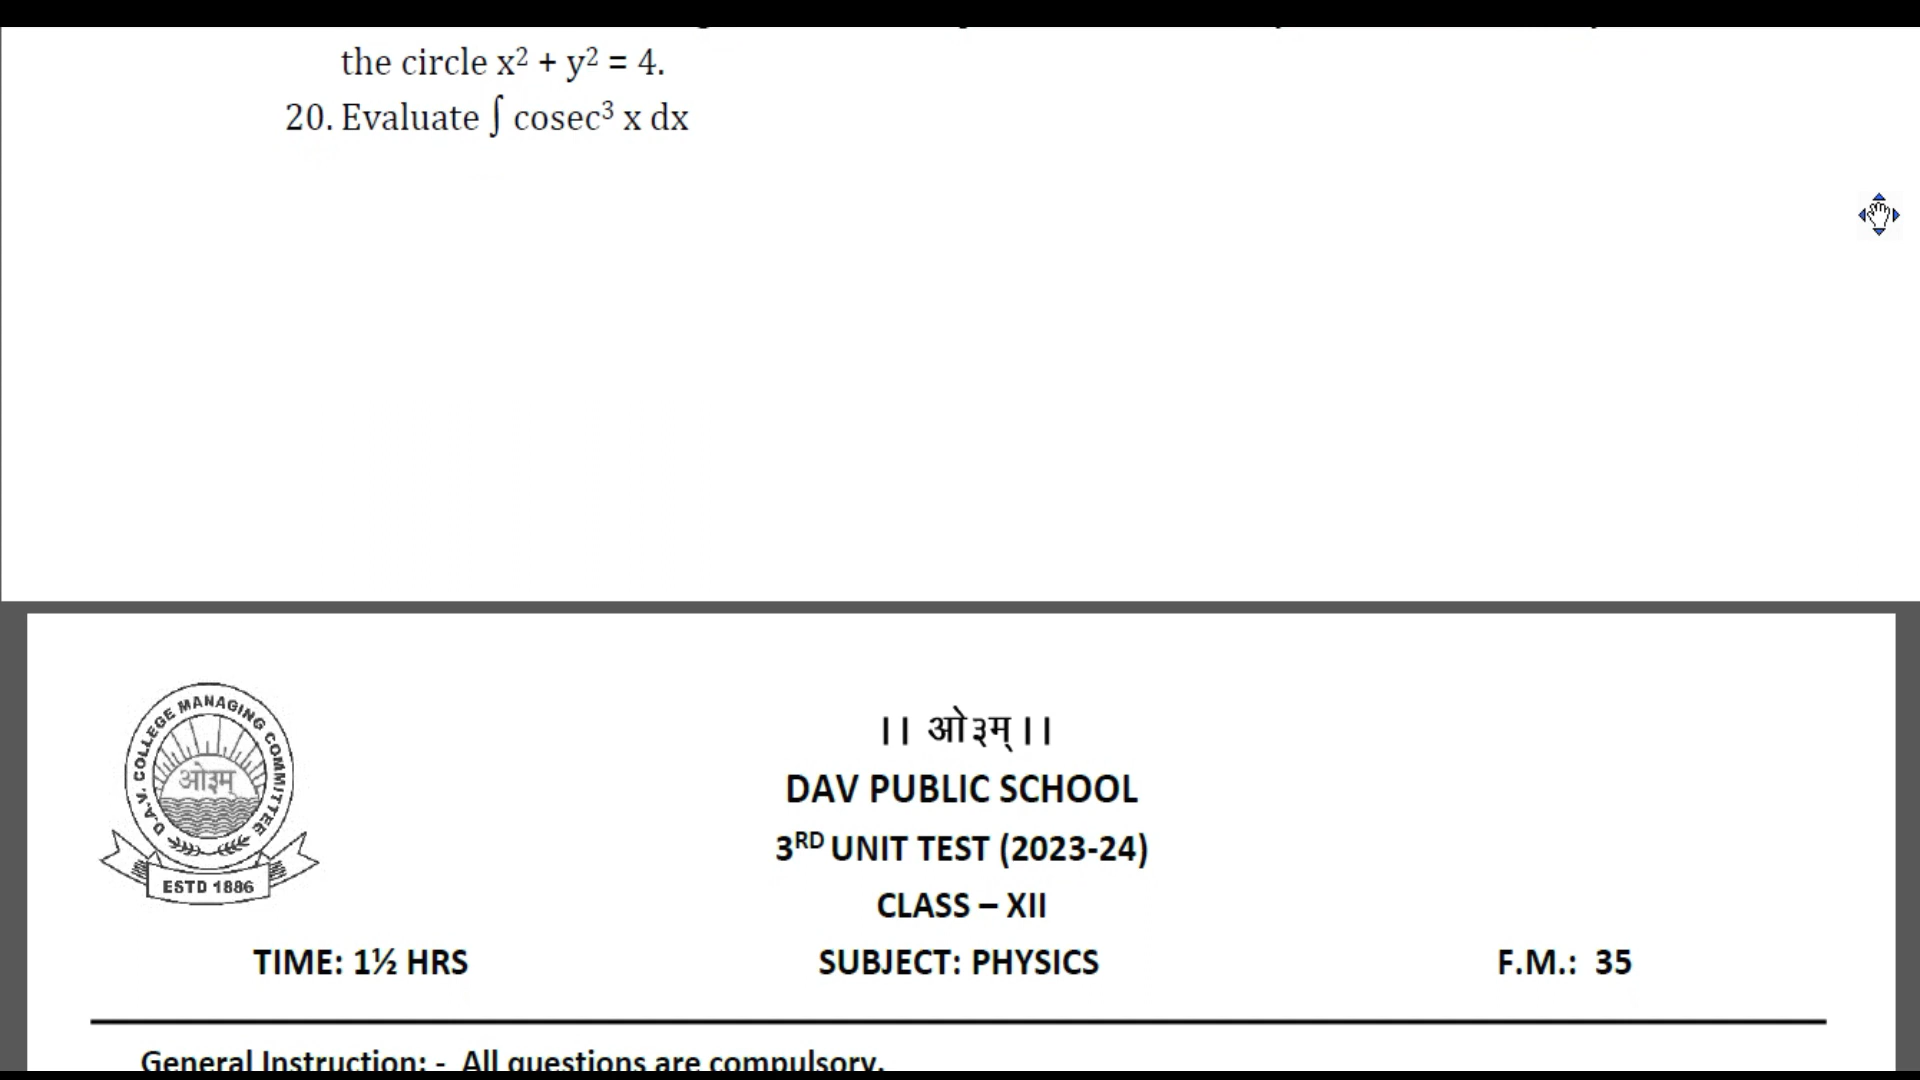 the circle x² + y² = 4.
20. Evaluate ∫ cosec³ x dx
D.A.V. COLLEGE MANAGING COMMITTEE
ओ३म्
ESTD 1886
।। ओ३म् ।।
DAV PUBLIC SCHOOL
3ᴿᴰ UNIT TEST (2023-24)
CLASS – XII
TIME: 1½ HRS SUBJECT: PHYSICS F.M.: 35
General Instruction: - All questions are compulsory.